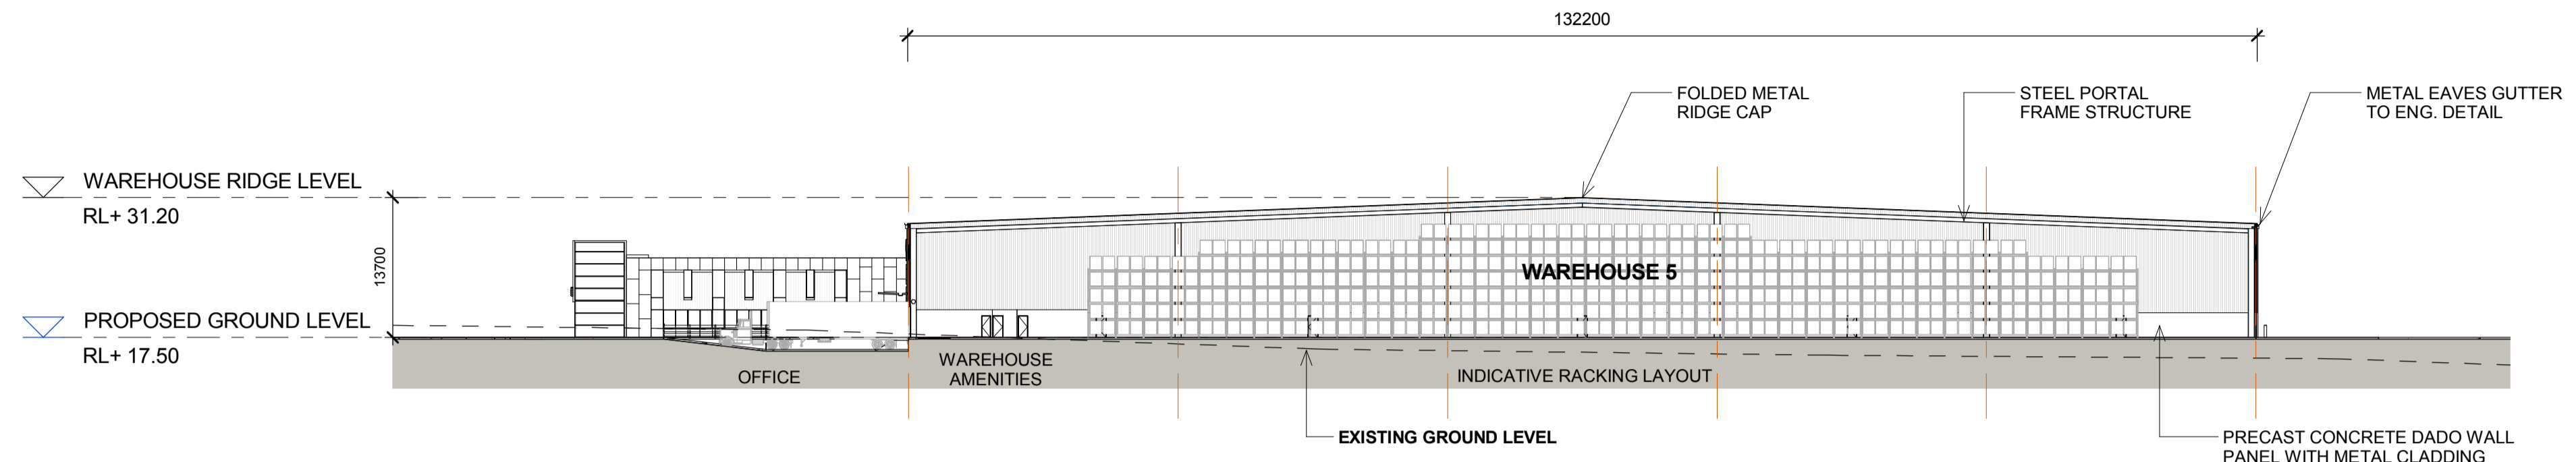 132200
FOLDED METAL
RIDGE CAP
STEEL PORTAL
FRAME STRUCTURE
METAL EAVES GUTTER
TO ENG. DETAIL
WAREHOUSE RIDGE LEVEL
RL+ 31.20
13700
WAREHOUSE 5
PROPOSED GROUND LEVEL
RL+ 17.50
OFFICE
WAREHOUSE
AMENITIES
INDICATIVE RACKING LAYOUT
EXISTING GROUND LEVEL
PRECAST CONCRETE DADO WALL
PANEL WITH METAL CLADDING